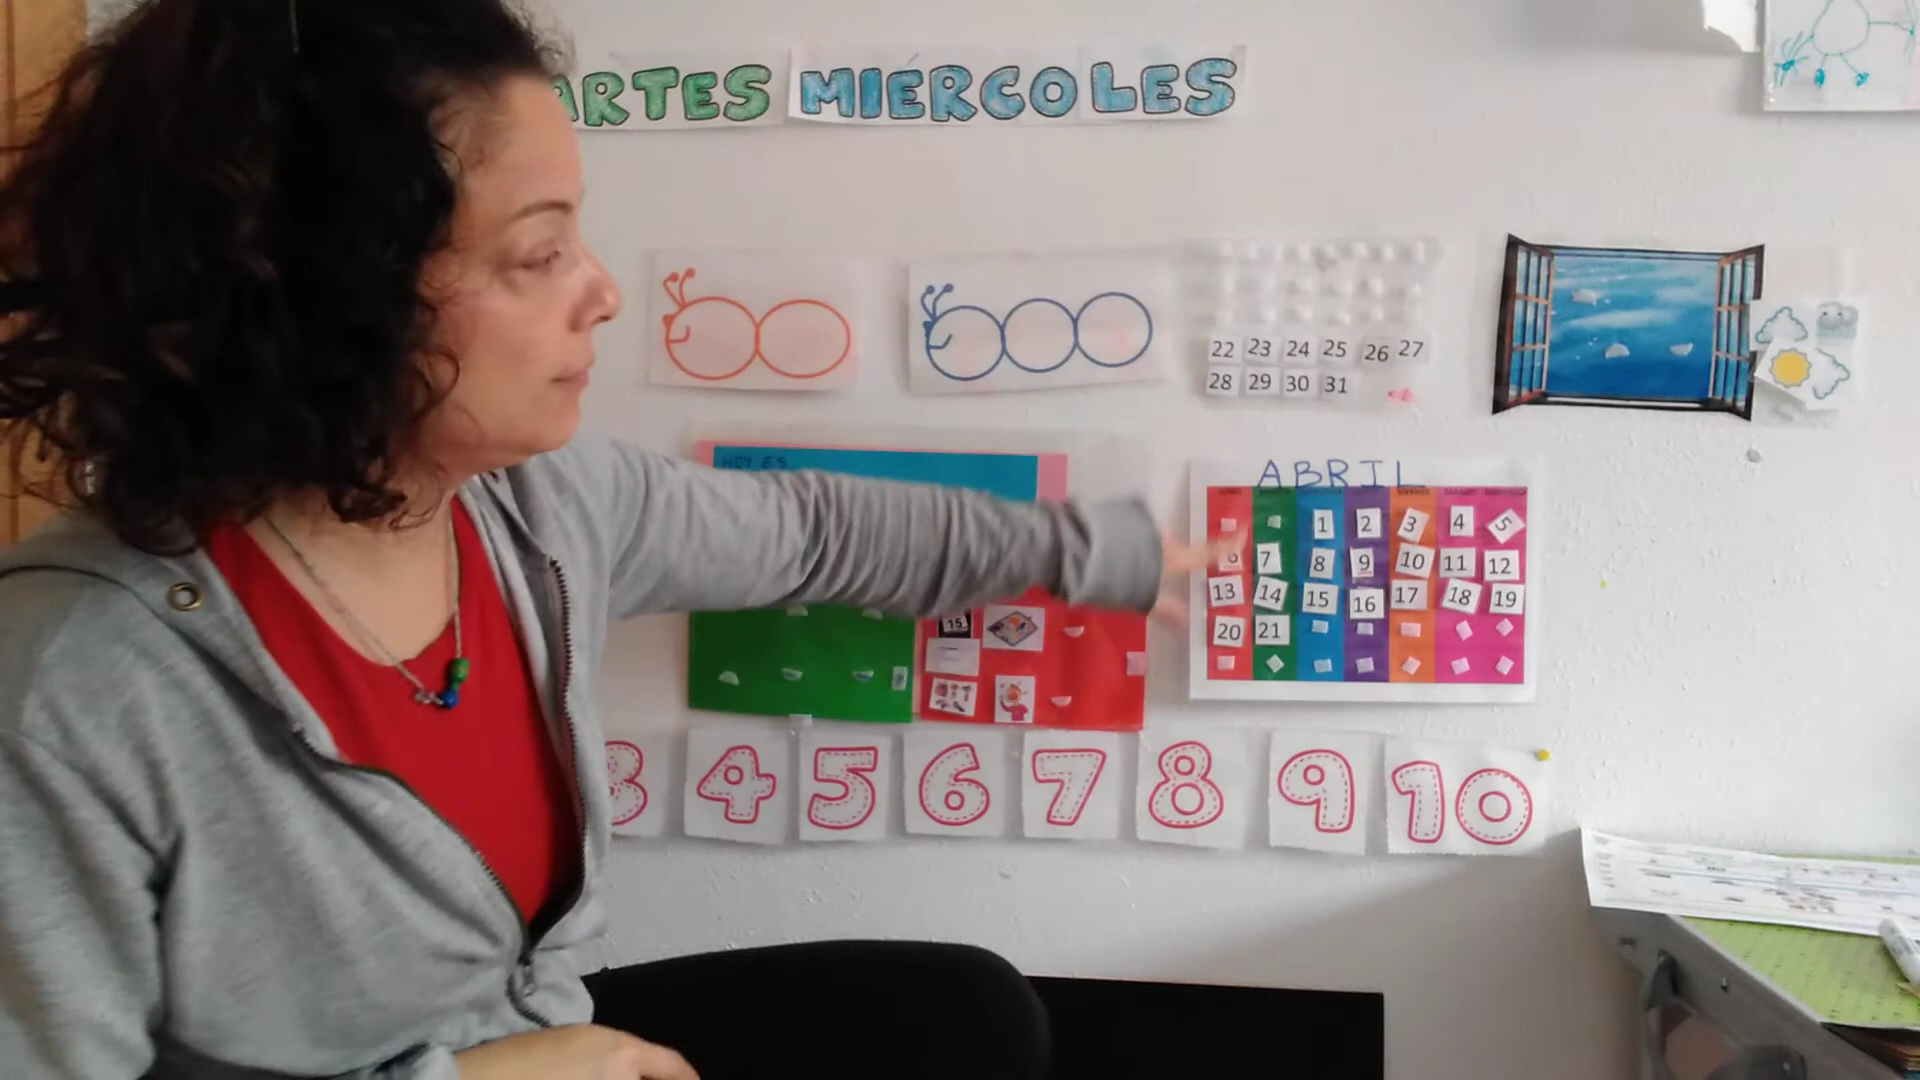 ARTES MIÉRCOLES
22 23 24 25 26 27
28 29 30 31
HOY ES
ABRIL
1 2 3 4 5
6 7 8 9 10 11 12
13 14 15 16 17 18 19
20 21
15
3 4 5 6 7 8 9 10